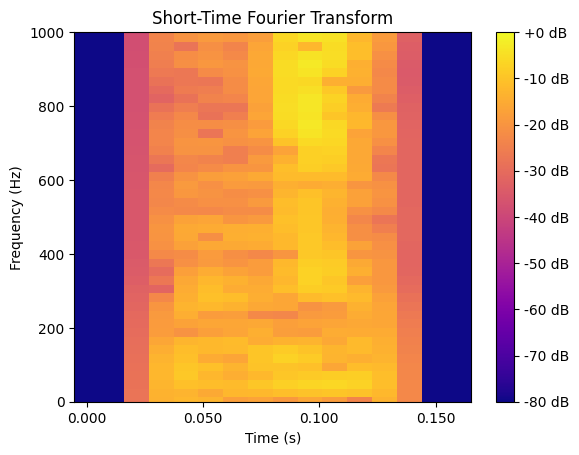 Short-Time Fourier Transform
Frequency (Hz)
1000
800
600
400
200
0
0.000
0.050
0.100
0.150
Time (s)
+0 dB
-10 dB
-20 dB
-30 dB
-40 dB
-50 dB
-60 dB
-70 dB
-80 dB